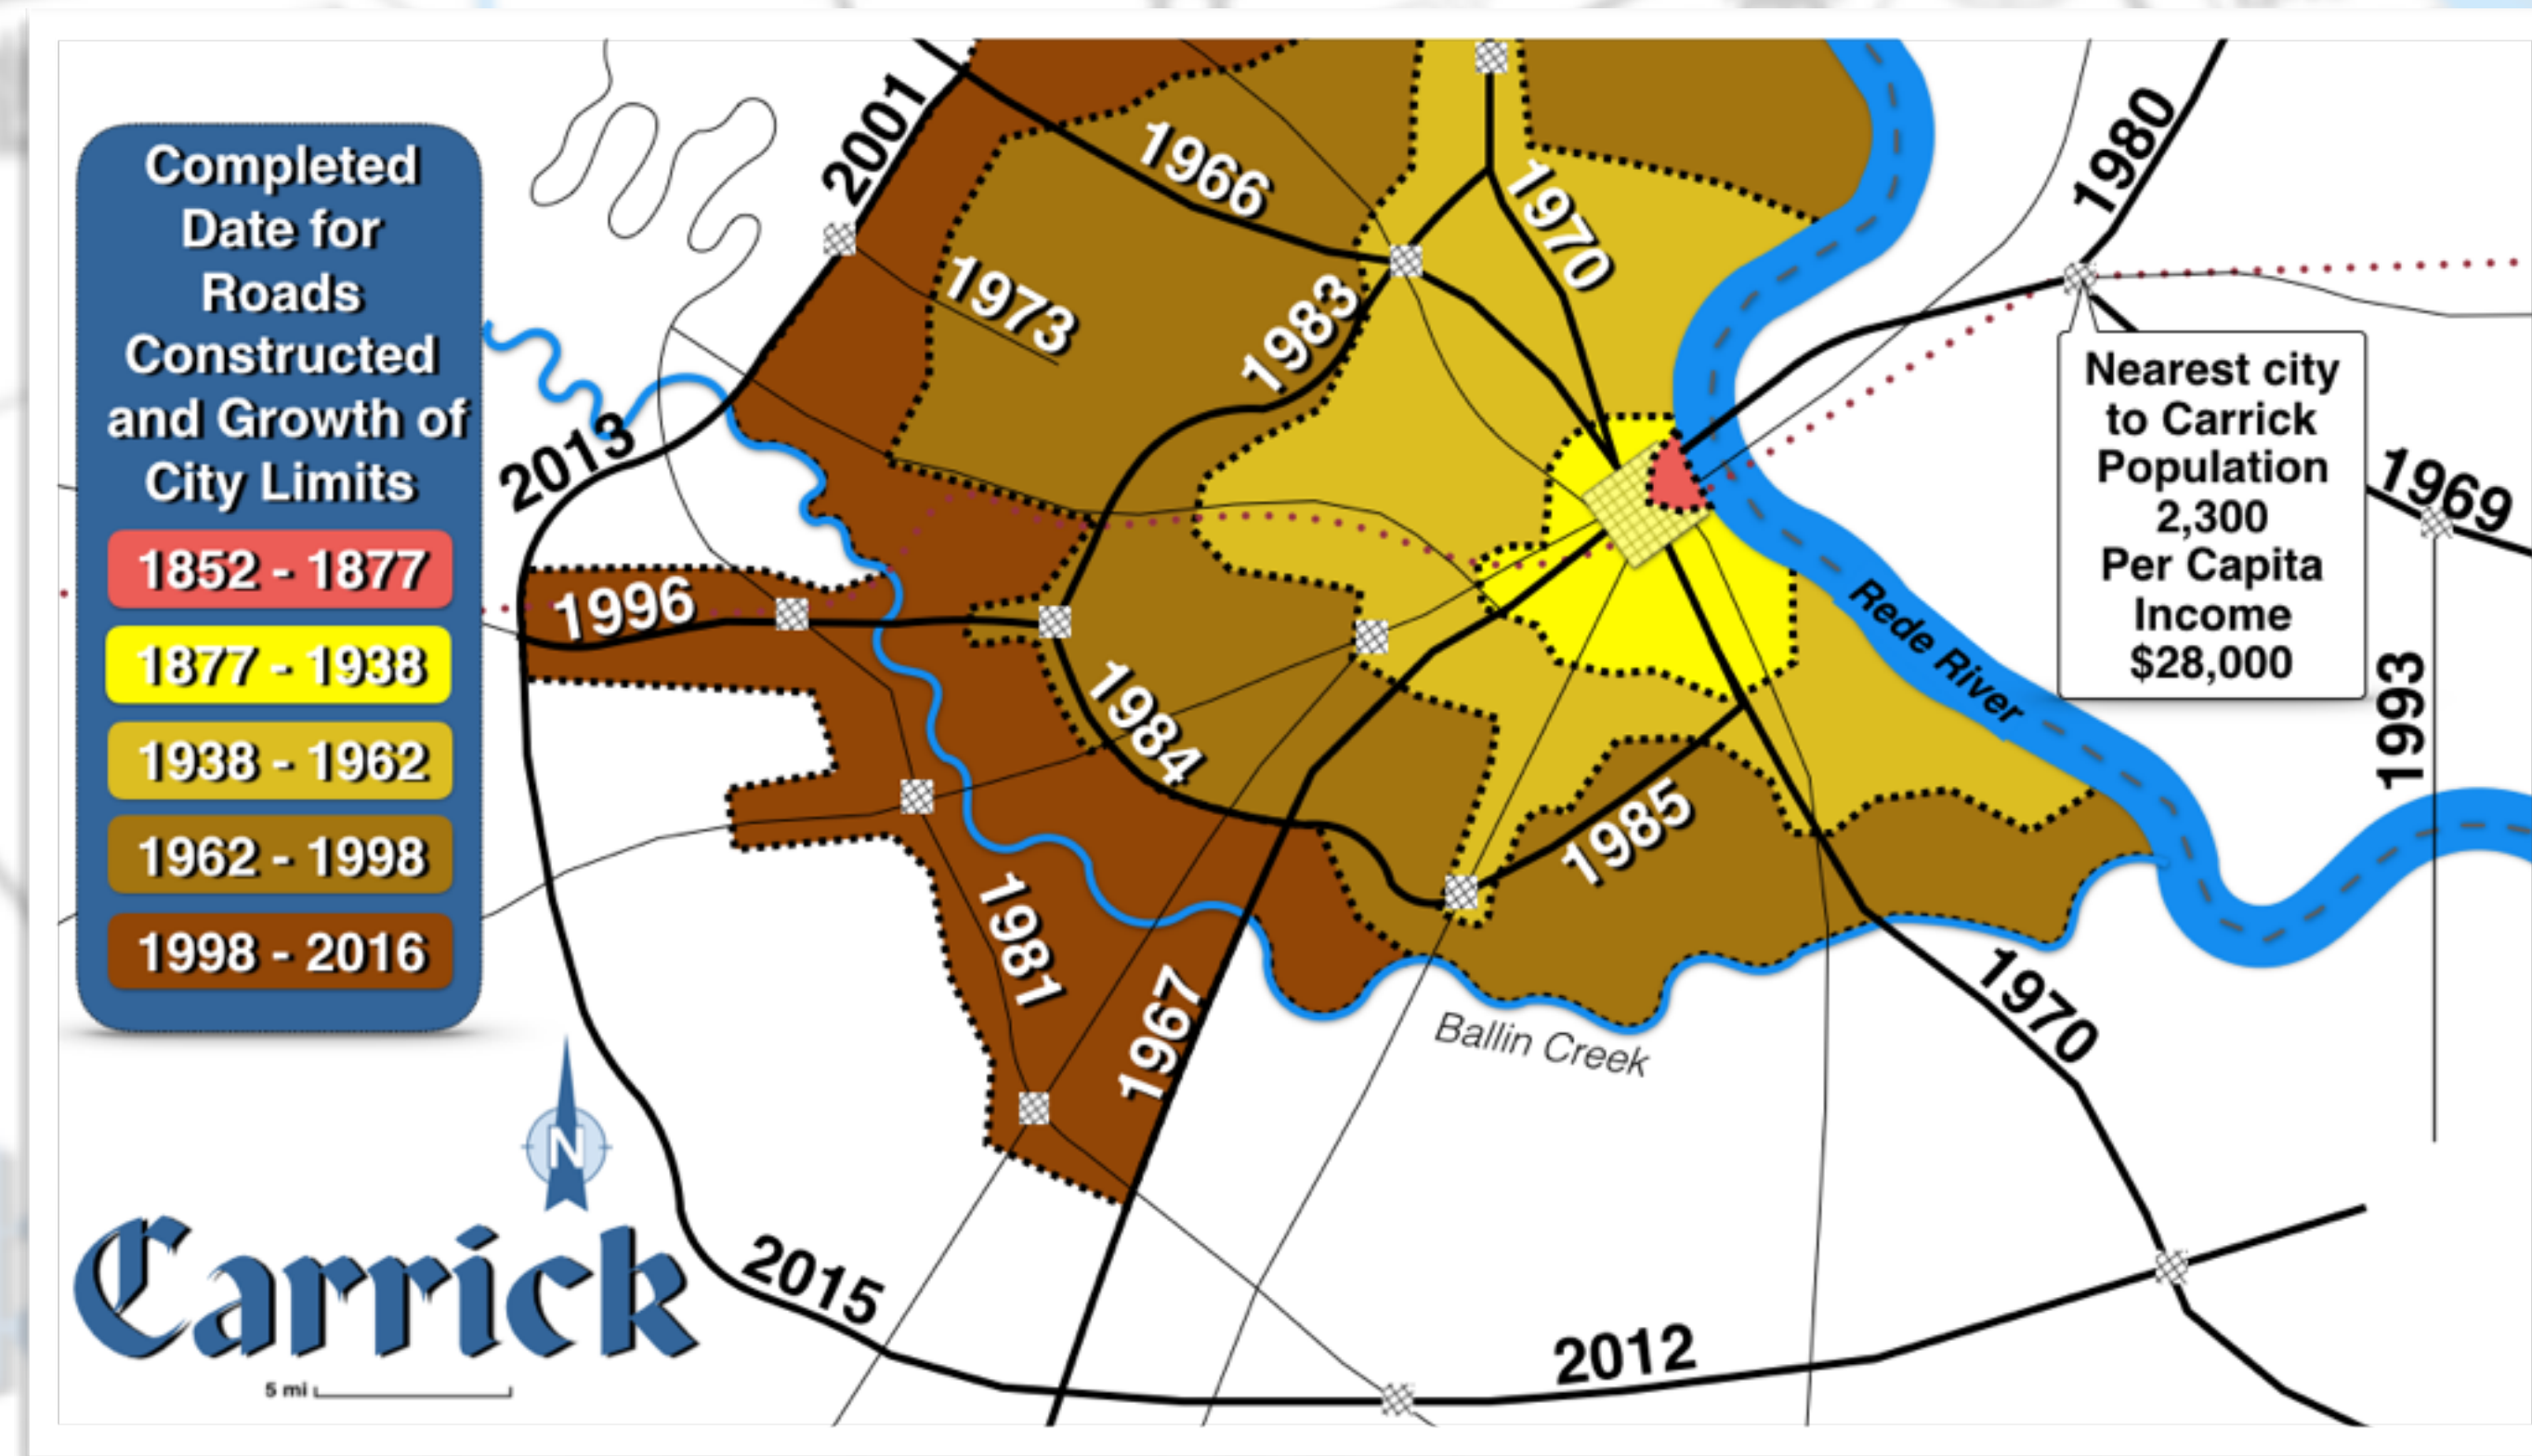 Completed
Date for
Roads
Constructed
and Growth of
City Limits
1852 - 1877
1877 - 1938
1938 - 1962
1962 - 1998
1998 - 2016
N
Carrick
5 mi
2001
1966
1970
1980
1973
1983
2013
1996
1984
1985
1981
1967
1970
2015
2012
1969
1993
Rede River
Ballin Creek
Nearest city
to Carrick
Population
2,300
Per Capita
Income
$28,000